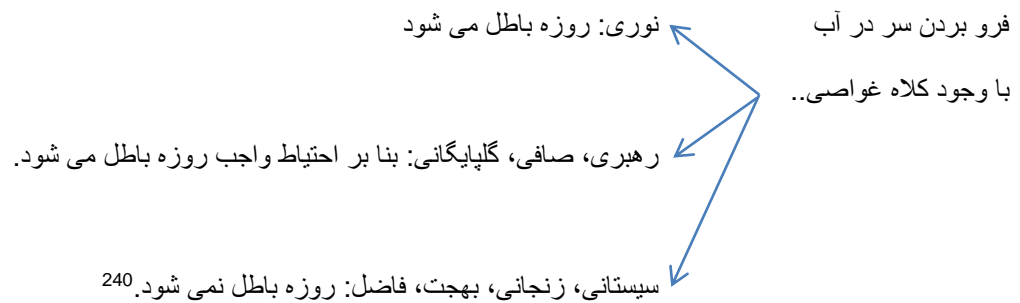 فرو بردن سر در آب
با وجود کلاه غواصی..
نوری: روزه باطل می شود
رهبری، صافی، گلپایگانی: بنا بر احتیاط واجب روزه باطل می شود.
سیستانی، زنجانی، بهجت، فاضل: روزه باطل نمی شود.240